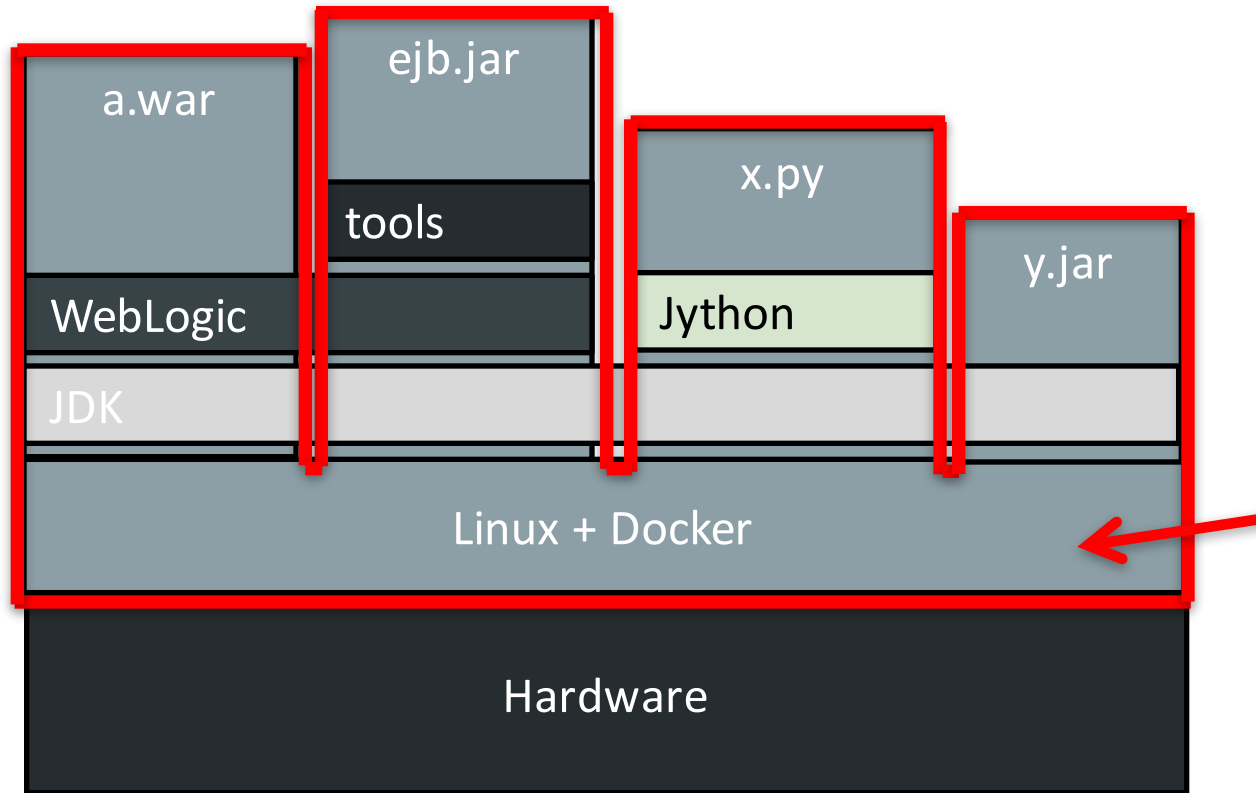 a.war
ejb.jar
x.py
y.jar
tools
WebLogic
Jython
JDK
Linux + Docker
Hardware